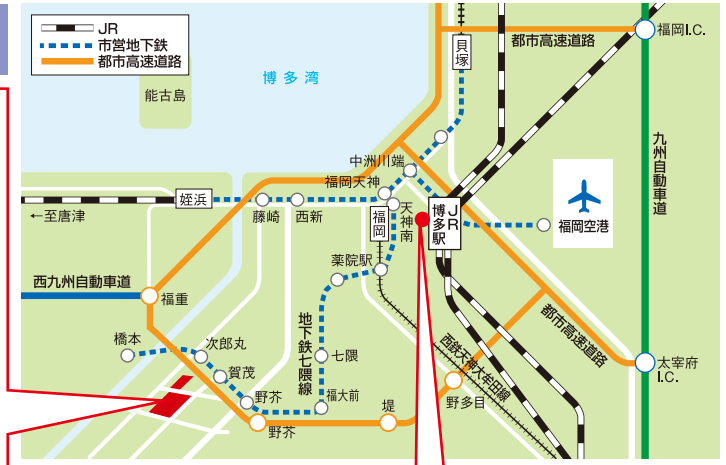 JR
市営地下鉄
都市高速道路
博多湾
能古島
貝塚
都市高速道路
福岡I.C.
九州自動車道
中洲川端
福岡天神
姪浜
←至唐津
藤崎
西新
福岡
天神南
JR
博多駅
福岡空港
薬院駅
西九州自動車道
福重
地下鉄七隈線
橋本
次郎丸
賀茂
七隈
野芥
福大前
西鉄天神大牟田線
都市高速道路
太宰府
I.C.
野芥
堤
野多目